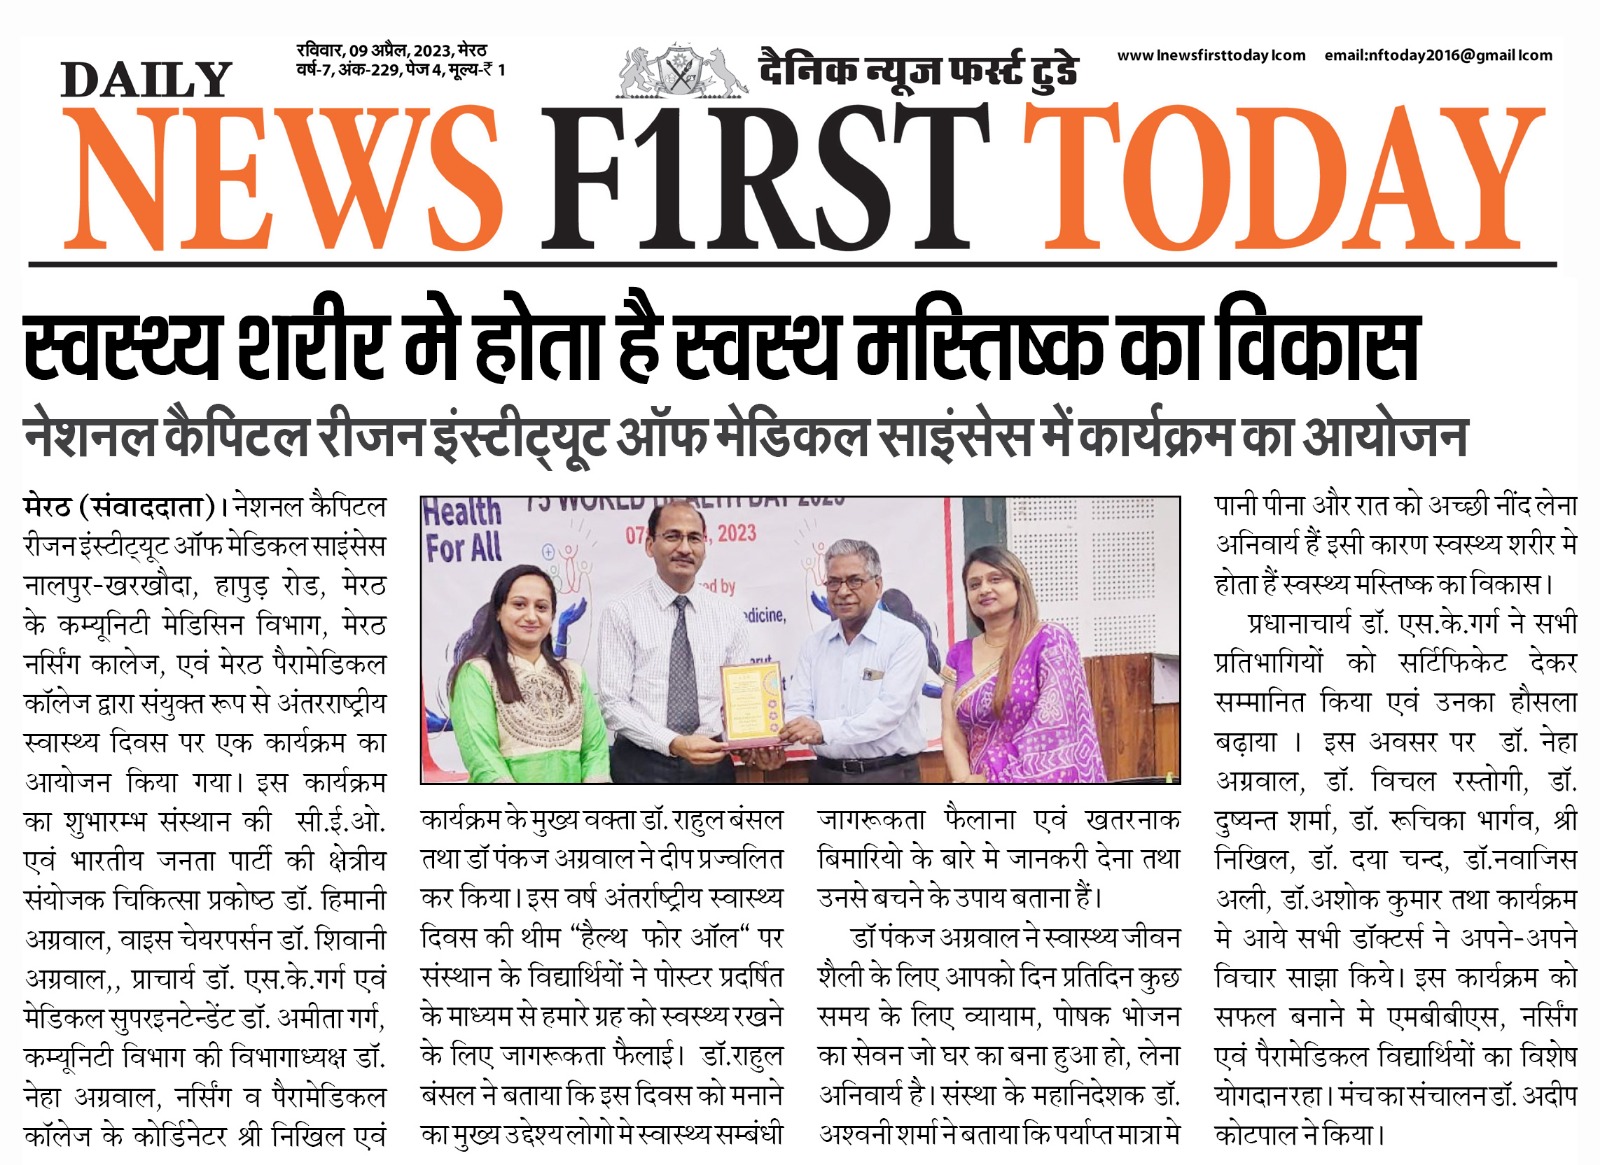 DAILY
रविवार, 09 अप्रैल, 2023, मेरठ
वर्ष-7, अंक-229, पेज 4, मूल्य-₹ 1
दैनिक न्यूज फर्स्ट टुडे
www.lnewsfirsttoday lcom email:nftoday2016@gmail lcom
NEWS F1RST TODAY
स्वस्थ्य शरीर मे होता है स्वस्थ मस्तिष्क का विकास
नेशनल कैपिटल रीजन इंस्टीट्यूट ऑफ मेडिकल साइंसेस में कार्यक्रम का आयोजन
मेरठ (संवाददाता)। नेशनल कैपिटल
रीजन इंस्टीट्यूट ऑफ मेडिकल साइंसेस
नालपुर-खरखौदा, हापुड़ रोड, मेरठ
के कम्यूनिटी मेडिसिन विभाग, मेरठ
नर्सिंग कालेज, एवं मेरठ पैरामेडिकल
कॉलेज द्वारा संयुक्त रूप से अंतरराष्ट्रीय
स्वास्थ्य दिवस पर एक कार्यक्रम का
आयोजन किया गया। इस कार्यक्रम
का शुभारम्भ संस्थान की सी.ई.ओ.
एवं भारतीय जनता पार्टी की क्षेत्रीय
संयोजक चिकित्सा प्रकोष्ठ डॉ. हिमानी
अग्रवाल, वाइस चेयरपर्सन डॉ. शिवानी
अग्रवाल,, प्राचार्य डॉ. एस.के.गर्ग एवं
मेडिकल सुपरइनटेन्डेंट डॉ. अमीता गर्ग,
कम्यूनिटी विभाग की विभागाध्यक्ष डॉ.
नेहा अग्रवाल, नर्सिंग व पैरामेडिकल
कॉलेज के कोर्डिनेटर श्री निखिल एवं
Health
For All
75 WORLD HEALTH DAY 2023
2023
ed by
edicine,
कार्यक्रम के मुख्य वक्ता डॉ. राहुल बंसल
तथा डॉ पंकज अग्रवाल ने दीप प्रज्वलित
कर किया। इस वर्ष अंतर्राष्ट्रीय स्वास्थ्य
दिवस की थीम “हैल्थ फोर ऑल“ पर
संस्थान के विद्यार्थियों ने पोस्टर प्रदर्षित
के माध्यम से हमारे ग्रह को स्वस्थ्य रखने
के लिए जागरूकता फैलाई। डॉ.राहुल
बंसल ने बताया कि इस दिवस को मनाने
का मुख्य उद्देश्य लोगो मे स्वास्थ्य सम्बंधी
जागरूकता फैलाना एवं खतरनाक
बिमारियो के बारे मे जानकरी देना तथा
उनसे बचने के उपाय बताना हैं।
डॉ पंकज अग्रवाल ने स्वास्थ्य जीवन
शैली के लिए आपको दिन प्रतिदिन कुछ
समय के लिए व्यायाम, पोषक भोजन
का सेवन जो घर का बना हुआ हो, लेना
अनिवार्य है। संस्था के महानिदेशक डॉ.
अश्वनी शर्मा ने बताया कि पर्याप्त मात्रा मे
पानी पीना और रात को अच्छी नींद लेना
अनिवार्य हैं इसी कारण स्वस्थ्य शरीर मे
होता हैं स्वस्थ्य मस्तिष्क का विकास।
प्रधानाचार्य डॉ. एस.के.गर्ग ने सभी
प्रतिभागियों को सर्टिफिकेट देकर
सम्मानित किया एवं उनका हौसला
बढ़ाया । इस अवसर पर डॉ. नेहा
अग्रवाल, डॉ. विचल रस्तोगी, डॉ.
दुष्यन्त शर्मा, डॉ. रूचिका भार्गव, श्री
निखिल, डॉ. दया चन्द, डॉ.नवाजिस
अली, डॉ.अशोक कुमार तथा कार्यक्रम
मे आये सभी डॉक्टर्स ने अपने-अपने
विचार साझा किये। इस कार्यक्रम को
सफल बनाने मे एमबीबीएस, नर्सिंग
एवं पैरामेडिकल विद्यार्थियों का विशेष
योगदान रहा। मंच का संचालन डॉ. अदीप
कोटपाल ने किया।